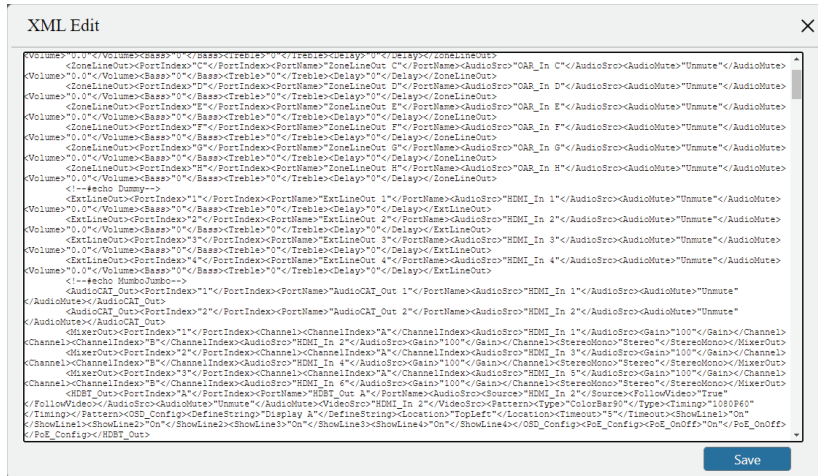 XML Edit
<Volume>"0.0"</Volume><Bass>"0"</Bass><Treble>"0"</Treble><Delay>"0"</Delay></ZoneLineOut>
<ZoneLineOut><PortIndex>"C"</PortIndex><PortName>"ZoneLineOut C"</PortName><AudioSrc>"OAR_In C"</AudioSrc><AudioMute>"Unmute"</AudioMute>
<Volume>"0.0"</Volume><Bass>"0"</Bass><Treble>"0"</Treble><Delay>"0"</Delay></ZoneLineOut>
<ZoneLineOut><PortIndex>"D"</PortIndex><PortName>"ZoneLineOut D"</PortName><AudioSrc>"OAR_In D"</AudioSrc><AudioMute>"Unmute"</AudioMute>
<Volume>"0.0"</Volume><Bass>"0"</Bass><Treble>"0"</Treble><Delay>"0"</Delay></ZoneLineOut>
<ZoneLineOut><PortIndex>"E"</PortIndex><PortName>"ZoneLineOut E"</PortName><AudioSrc>"OAR_In E"</AudioSrc><AudioMute>"Unmute"</AudioMute>
<Volume>"0.0"</Volume><Bass>"0"</Bass><Treble>"0"</Treble><Delay>"0"</Delay></ZoneLineOut>
<ZoneLineOut><PortIndex>"F"</PortIndex><PortName>"ZoneLineOut F"</PortName><AudioSrc>"OAR_In F"</AudioSrc><AudioMute>"Unmute"</AudioMute>
<Volume>"0.0"</Volume><Bass>"0"</Bass><Treble>"0"</Treble><Delay>"0"</Delay></ZoneLineOut>
<ZoneLineOut><PortIndex>"G"</PortIndex><PortName>"ZoneLineOut G"</PortName><AudioSrc>"OAR_In G"</AudioSrc><AudioMute>"Unmute"</AudioMute>
<Volume>"0.0"</Volume><Bass>"0"</Bass><Treble>"0"</Treble><Delay>"0"</Delay></ZoneLineOut>
<ZoneLineOut><PortIndex>"H"</PortIndex><PortName>"ZoneLineOut H"</PortName><AudioSrc>"OAR_In H"</AudioSrc><AudioMute>"Unmute"</AudioMute>
<Volume>"0.0"</Volume><Bass>"0"</Bass><Treble>"0"</Treble><Delay>"0"</Delay></ZoneLineOut>
<!--#echo Dummy-->
<ExtLineOut><PortIndex>"1"</PortIndex><PortName>"ExtLineOut 1"</PortName><AudioSrc>"HDMI_In 1"</AudioSrc><AudioMute>"Unmute"</AudioMute>
<Volume>"0.0"</Volume><Bass>"0"</Bass><Treble>"0"</Treble><Delay>"0"</Delay></ExtLineOut>
<ExtLineOut><PortIndex>"2"</PortIndex><PortName>"ExtLineOut 2"</PortName><AudioSrc>"HDMI_In 2"</AudioSrc><AudioMute>"Unmute"</AudioMute>
<Volume>"0.0"</Volume><Bass>"0"</Bass><Treble>"0"</Treble><Delay>"0"</Delay></ExtLineOut>
<ExtLineOut><PortIndex>"3"</PortIndex><PortName>"ExtLineOut 3"</PortName><AudioSrc>"HDMI_In 3"</AudioSrc><AudioMute>"Unmute"</AudioMute>
<Volume>"0.0"</Volume><Bass>"0"</Bass><Treble>"0"</Treble><Delay>"0"</Delay></ExtLineOut>
<ExtLineOut><PortIndex>"4"</PortIndex><PortName>"ExtLineOut 4"</PortName><AudioSrc>"HDMI_In 4"</AudioSrc><AudioMute>"Unmute"</AudioMute>
<Volume>"0.0"</Volume><Bass>"0"</Bass><Treble>"0"</Treble><Delay>"0"</Delay></ExtLineOut>
<!--#echo MumboJumbo-->
<AudioCAT_Out><PortIndex>"1"</PortIndex><PortName>"AudioCAT_Out 1"</PortName><AudioSrc>"HDMI_In 1"</AudioSrc><AudioMute>"Unmute"
</AudioMute></AudioCAT_Out>
<AudioCAT_Out><PortIndex>"2"</PortIndex><PortName>"AudioCAT_Out 2"</PortName><AudioSrc>"HDMI_In 2"</AudioSrc><AudioMute>"Unmute"
</AudioMute></AudioCAT_Out>
<MixerOut><PortIndex>"1"</PortIndex><Channel><ChannelIndex>"A"</ChannelIndex><AudioSrc>"HDMI_In 1"</AudioSrc><Gain>"100"</Gain></Channel>
<Channel><ChannelIndex>"B"</ChannelIndex><AudioSrc>"HDMI_In 2"</AudioSrc><Gain>"100"</Gain></Channel><StereoMono>"Stereo"</StereoMono></MixerOut>
<MixerOut><PortIndex>"2"</PortIndex><Channel><ChannelIndex>"A"</ChannelIndex><AudioSrc>"HDMI_In 3"</AudioSrc><Gain>"100"</Gain></Channel>
<Channel><ChannelIndex>"B"</ChannelIndex><AudioSrc>"HDMI_In 4"</AudioSrc><Gain>"100"</Gain></Channel><StereoMono>"Stereo"</StereoMono></MixerOut>
<MixerOut><PortIndex>"3"</PortIndex><Channel><ChannelIndex>"A"</ChannelIndex><AudioSrc>"HDMI_In 5"</AudioSrc><Gain>"100"</Gain></Channel>
<Channel><ChannelIndex>"B"</ChannelIndex><AudioSrc>"HDMI_In 6"</AudioSrc><Gain>"100"</Gain></Channel><StereoMono>"Stereo"</StereoMono></MixerOut>
<HDBT_Out><PortIndex>"A"</PortIndex><PortName>"HDBT_Out A"</PortName><AudioSrc><Source>"HDMI_In 2"</Source><FollowVideo>"True"
</FollowVideo></AudioSrc><AudioMute>"Unmute"</AudioMute><VideoSrc>"HDMI_In 2"</VideoSrc><Pattern><Type>"ColorBar90"</Type><Timing>"1080P60"
</Timing></Pattern><OSD_Config><DefineString>"Display A"</DefineString><Location>"TopLeft"</Location><Timeout>"5"</Timeout><ShowLine1>"On"
</ShowLine1><ShowLine2>"On"</ShowLine2><ShowLine3>"On"</ShowLine3><ShowLine4>"On"</ShowLine4></OSD_Config><PoE_Config><PoE_OnOff>"On"</PoE_OnOff>
</PoE_Config></HDBT_Out>
Save